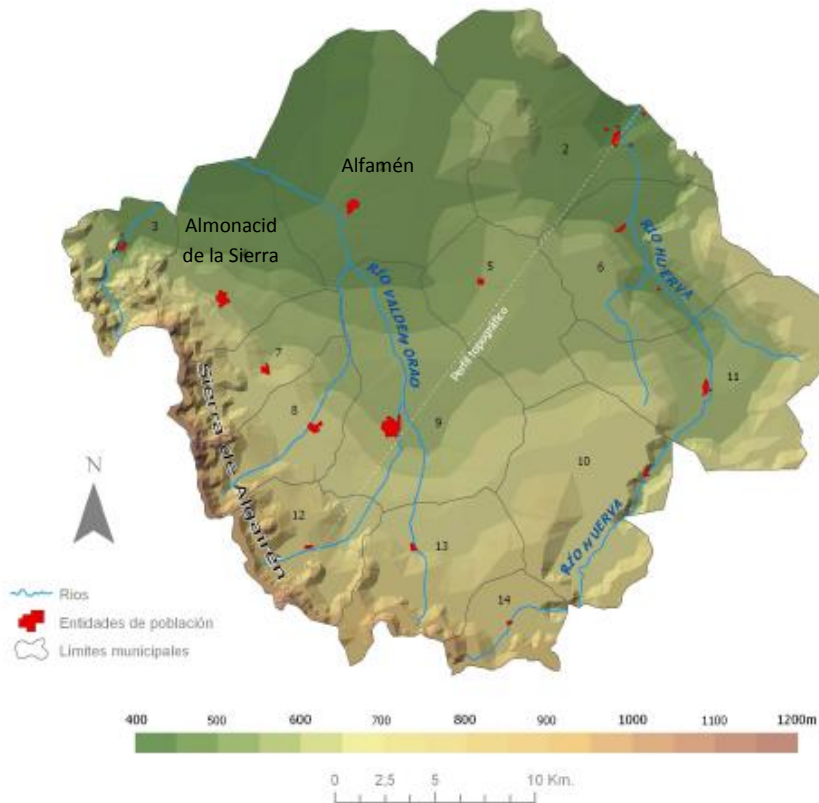 Alfamén
2
3
Almonacid
de la Sierra
RÍO HUERVA
5
6
RÍO VALDEMORAO
Perfil topográfico
7
11
Sierra de Algairén
8
9
10
N
12
RÍO HUERVA
13
14
Rios
Entidades de población
Límites municipales
400 500 600 700 800 900 1000 1100 1200m
0 2,5 5 10 Km.